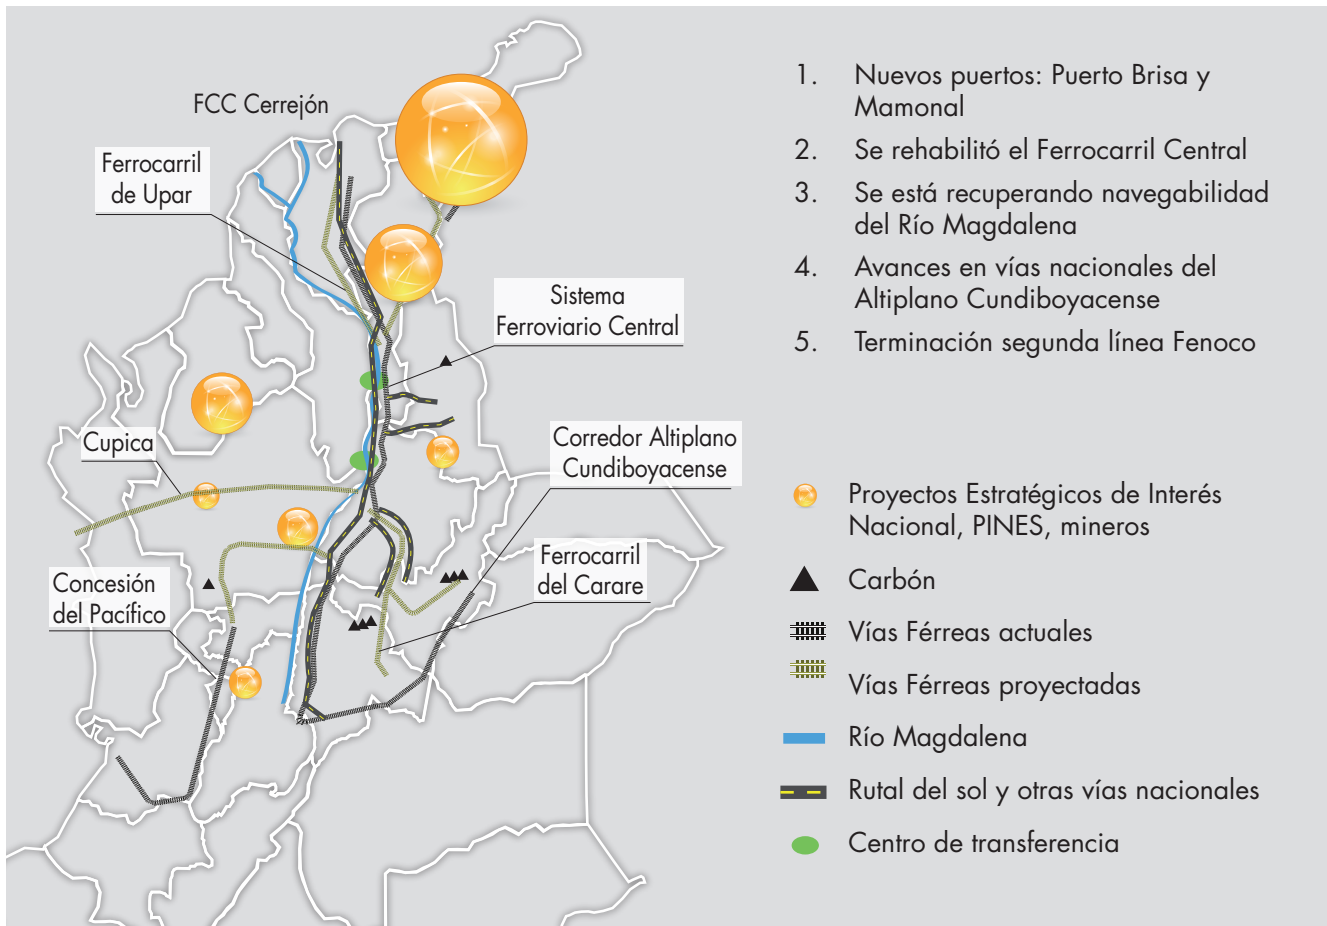 FCC Cerrejón
Ferrocarril
de Upar
Sistema
Ferroviario Central
Cupica
Corredor Altiplano
Cundiboyacense
Ferrocarril
del Carare
Concesión
del Pacífico
1. Nuevos puertos: Puerto Brisa y
Mamonal
2. Se rehabilitó el Ferrocarril Central
3. Se está recuperando navegabilidad
del Río Magdalena
4. Avances en vías nacionales del
Altiplano Cundiboyacense
5. Terminación segunda línea Fenoco
Proyectos Estratégicos de Interés
Nacional, PINES, mineros
Carbón
Vías Férreas actuales
Vías Férreas proyectadas
Río Magdalena
Rutal del sol y otras vías nacionales
Centro de transferencia